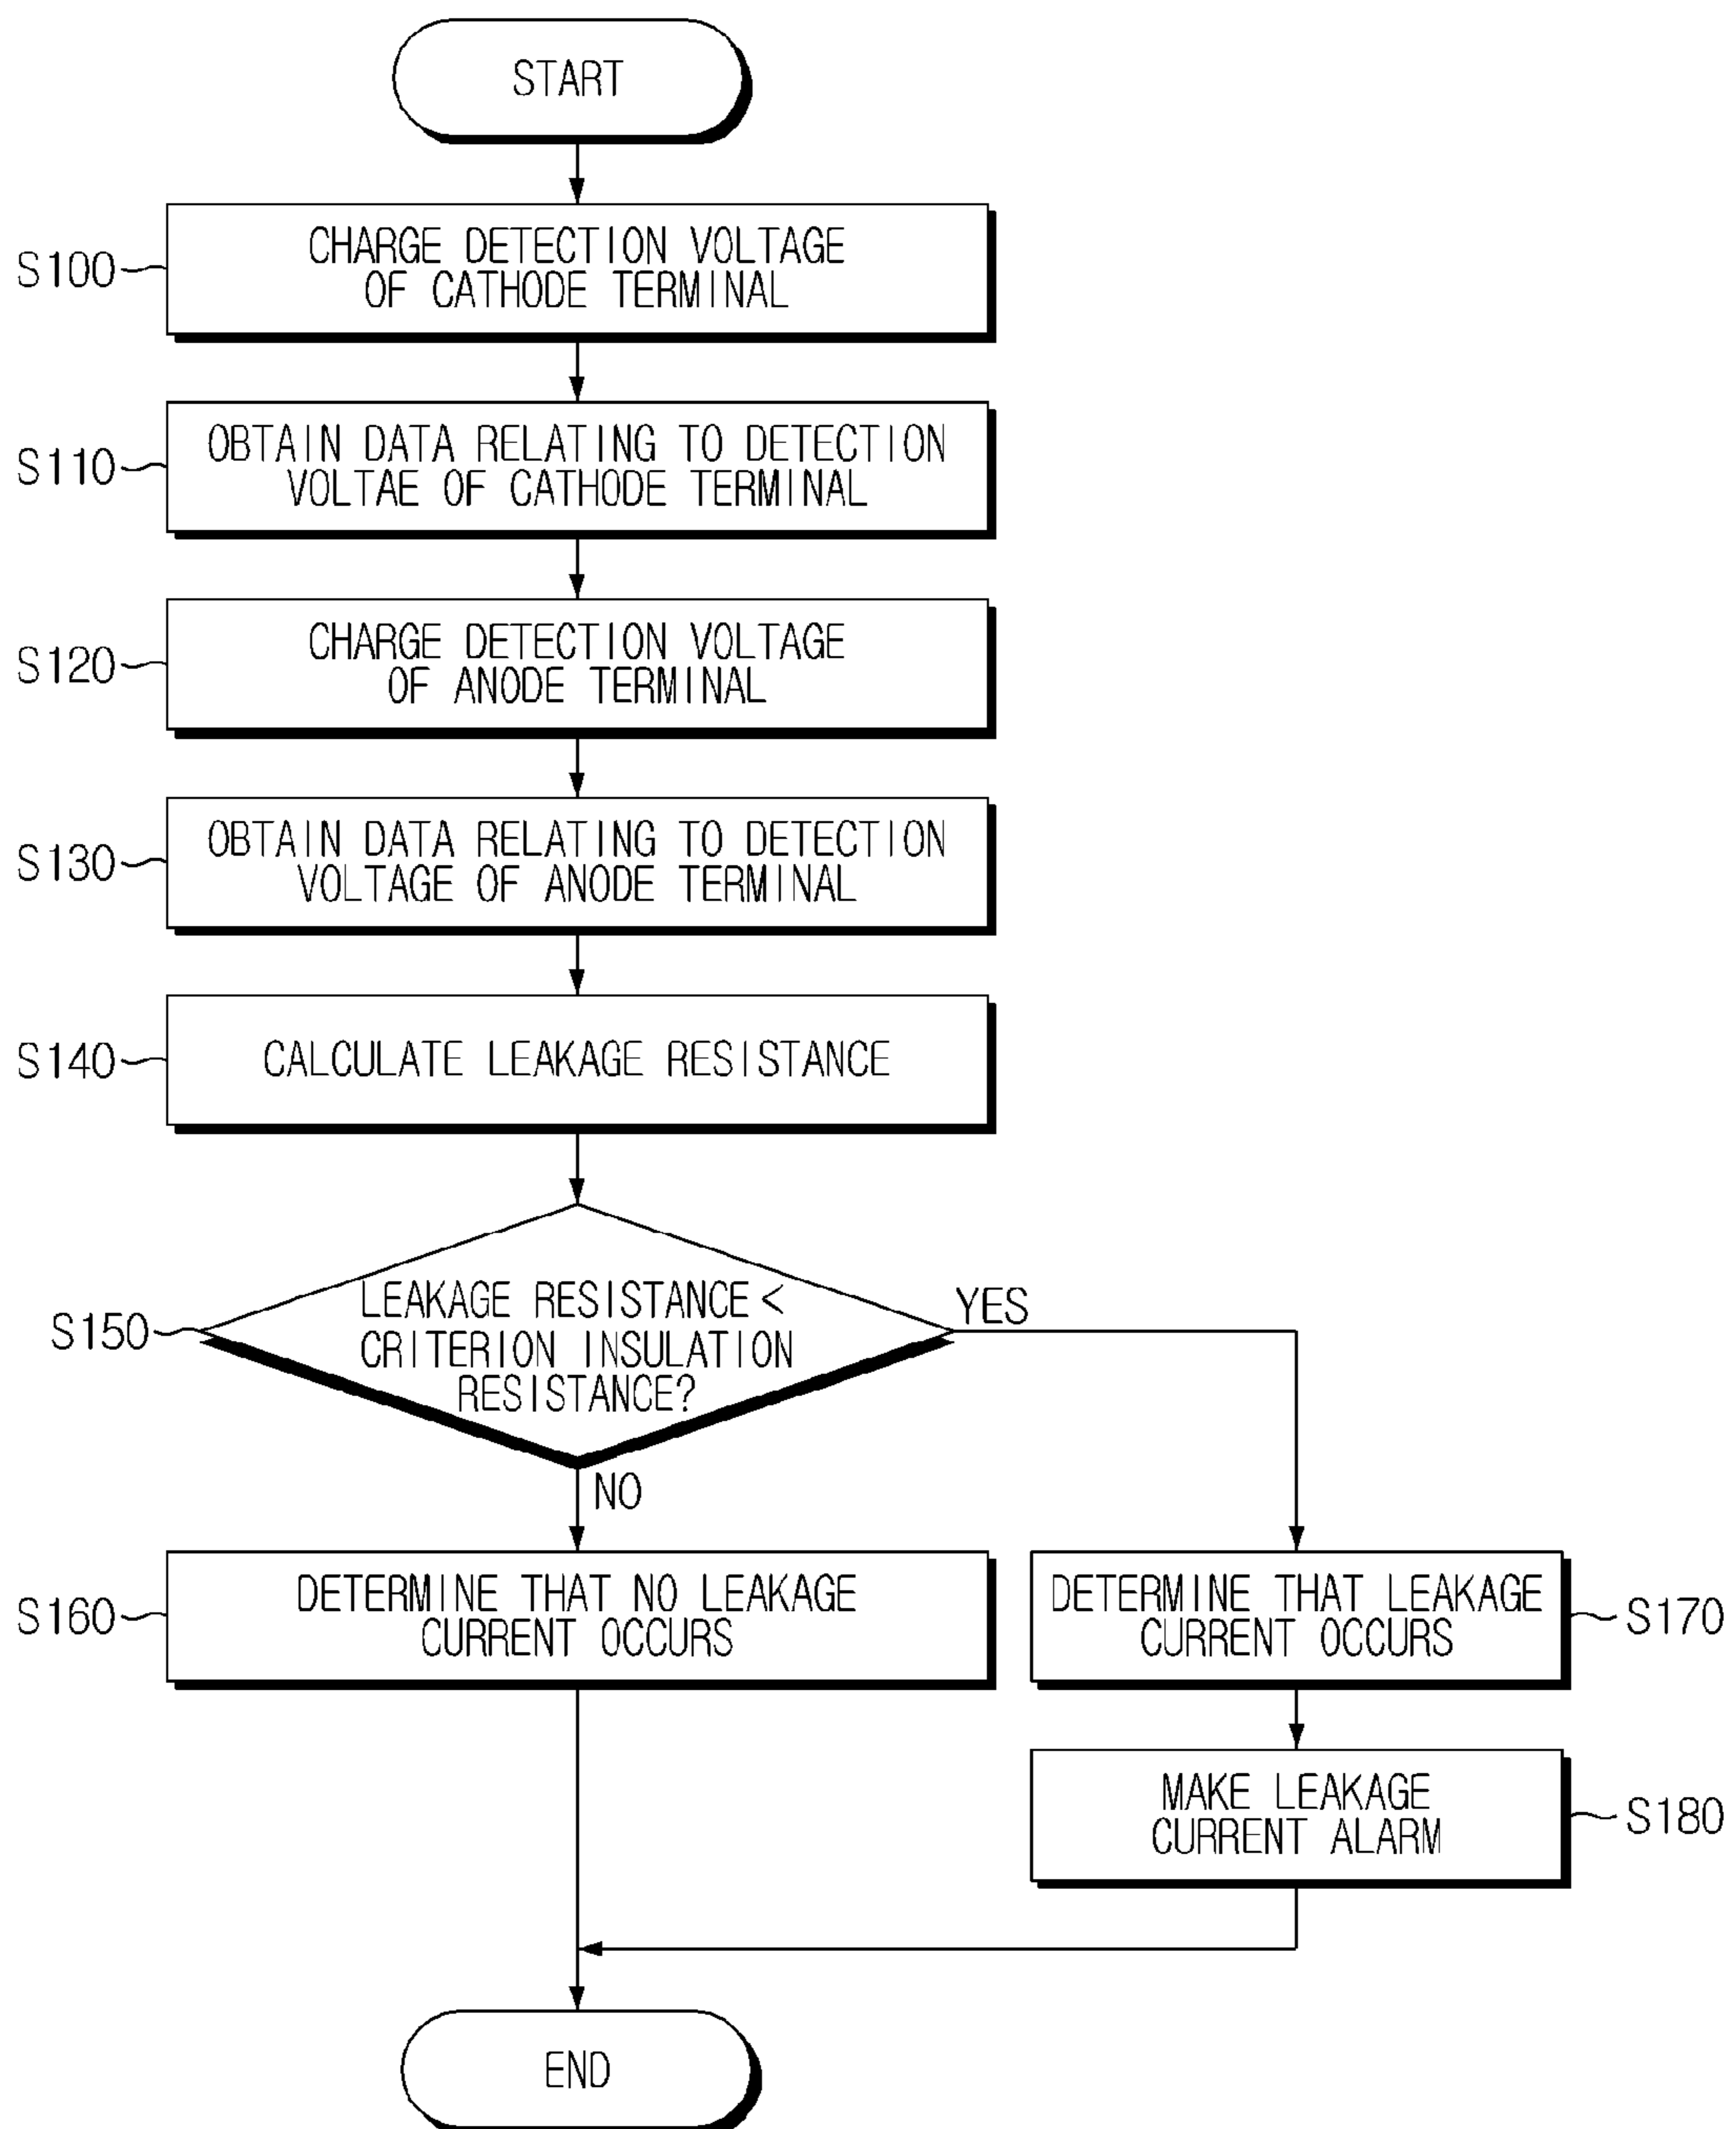 START
S100
CHARGE DETECTION VOLTAGE
OF CATHODE TERMINAL
S110
OBTAIN DATA RELATING TO DETECTION
VOLTAE OF CATHODE TERMINAL
S120
CHARGE DETECTION VOLTAGE
OF ANODE TERMINAL
S130
OBTAIN DATA RELATING TO DETECTION
VOLTAGE OF ANODE TERMINAL
S140
CALCULATE LEAKAGE RESISTANCE
S150
LEAKAGE RESISTANCE <
CRITERION INSULATION
RESISTANCE?
YES
NO
S160
DETERMINE THAT NO LEAKAGE
CURRENT OCCURS
DETERMINE THAT LEAKAGE
CURRENT OCCURS
S170
MAKE LEAKAGE
CURRENT ALARM
S180
END